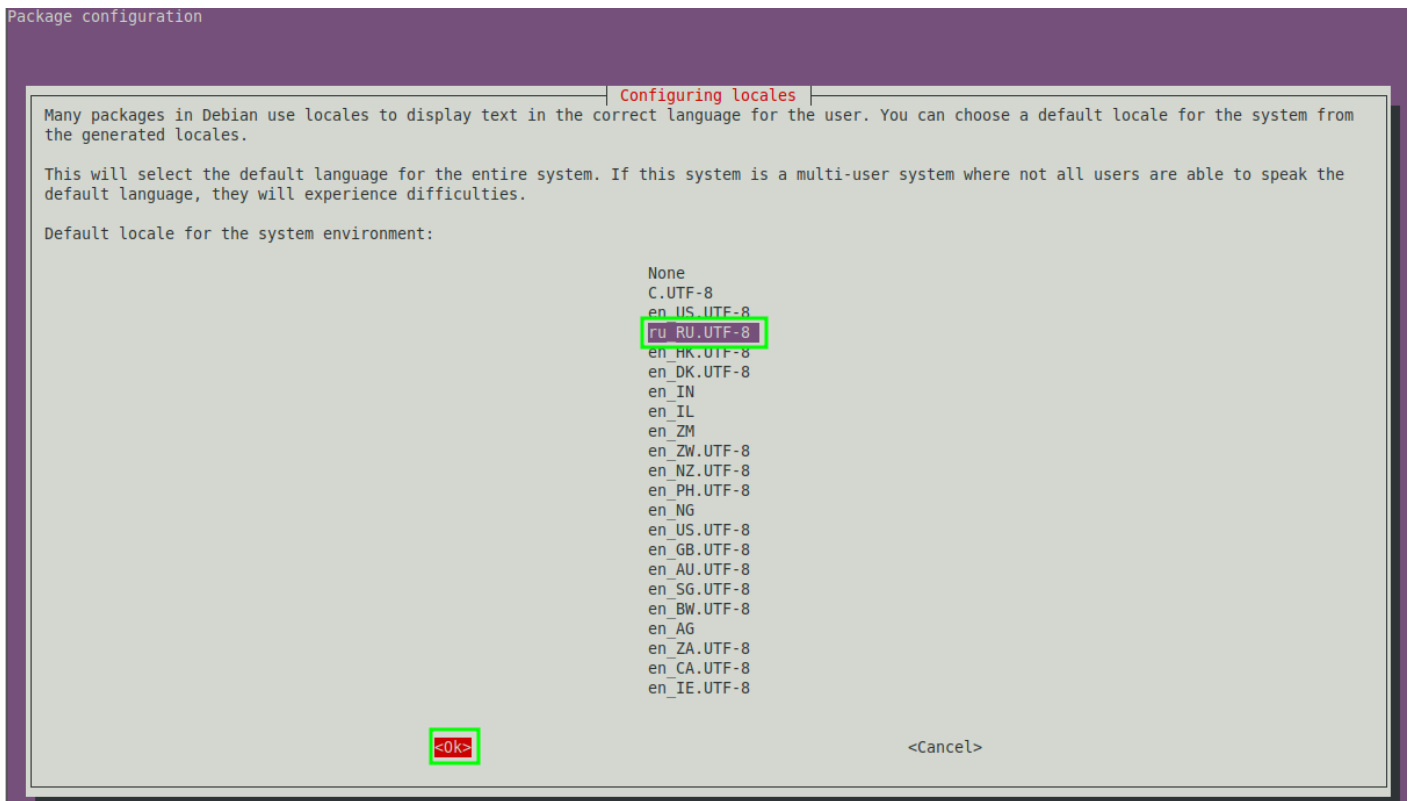 Package configuration
Configuring locales
Many packages in Debian use locales to display text in the correct language for the user. You can choose a default locale for the system from
the generated locales.
This will select the default language for the entire system. If this system is a multi-user system where not all users are able to speak the
default language, they will experience difficulties.
Default locale for the system environment:
None
C.UTF-8
en_US.UTF-8
ru_RU.UTF-8
en_HK.UTF-8
en_DK.UTF-8
en_IN
en_IL
en_ZM
en_ZW.UTF-8
en_NZ.UTF-8
en_PH.UTF-8
en_NG
en_US.UTF-8
en_GB.UTF-8
en_AU.UTF-8
en_SG.UTF-8
en_BW.UTF-8
en_AG
en_ZA.UTF-8
en_CA.UTF-8
en_IE.UTF-8
<Ok> <Cancel>